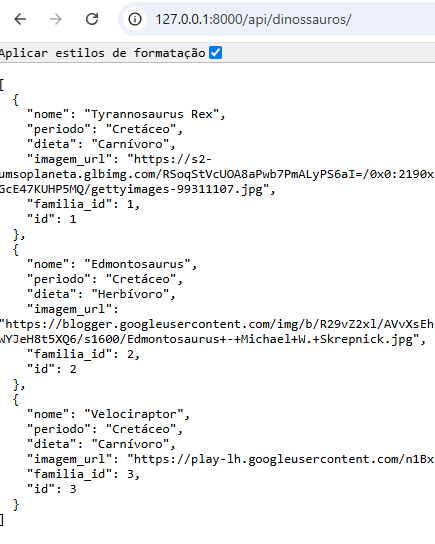 127.0.0.1:8000/api/dinossauros/
Aplicar estilos de formatação
[
{
"nome": "Tyrannosaurus Rex",
"periodo": "Cretáceo",
"dieta": "Carnívoro",
"imagem_url": "https://s2-
umsoplaneta.glbimg.com/RSoqStVcUOA8aPwb7PmALyPS6aI=/0x0:2190x
GcE47KUHP5MQ/gettyimages-99311107.jpg",
"familia_id": 1,
"id": 1
},
{
"nome": "Edmontosaurus",
"periodo": "Cretáceo",
"dieta": "Herbívoro",
"imagem_url":
"https://blogger.googleusercontent.com/img/b/R29vZ2xl/AVvXsEh
WYJeH8t5XQ6/s1600/Edmontosaurus+-+Michael+W.+Skrepnick.jpg",
"familia_id": 2,
"id": 2
},
{
"nome": "Velociraptor",
"periodo": "Cretáceo",
"dieta": "Carnívoro",
"imagem_url": "https://play-lh.googleusercontent.com/n1Bx
"familia_id": 3,
"id": 3
}
]